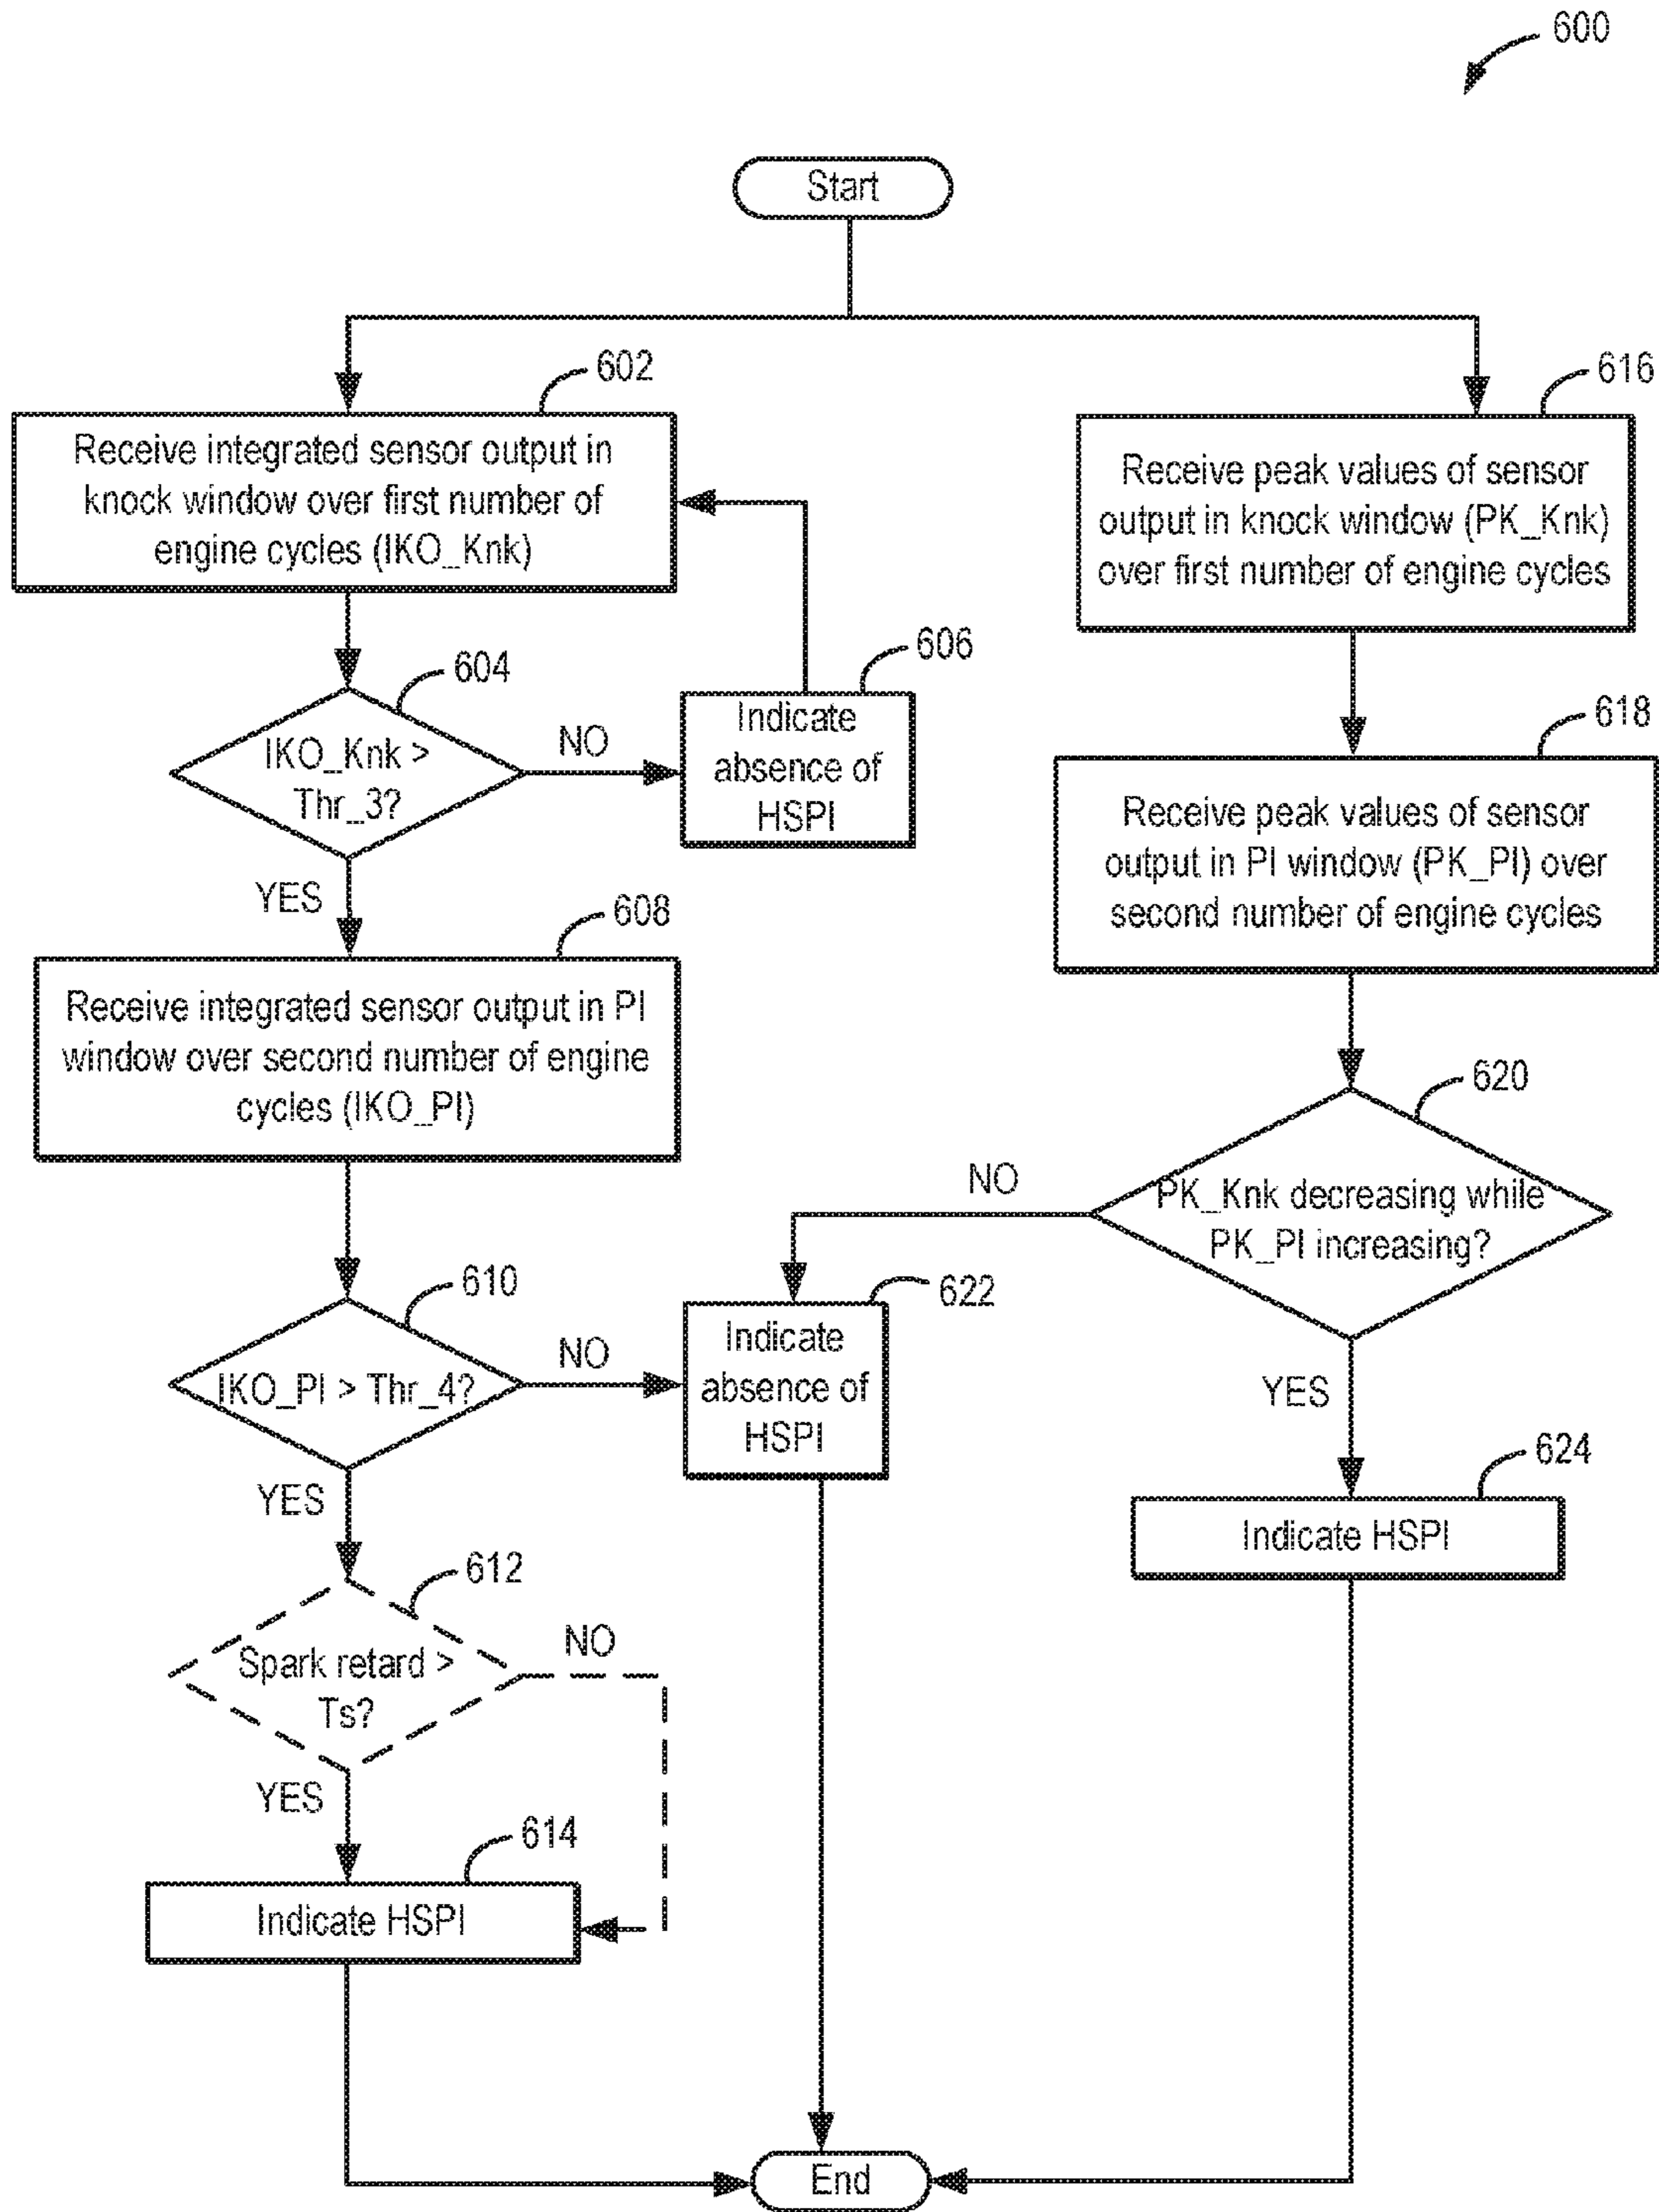 600
Start
602
Receive integrated sensor output in
knock window over first number of
engine cycles (IKO_Knk)
616
Receive peak values of sensor
output in knock window (PK_Knk)
over first number of engine cycles
604
IKO_Knk >
Thr_3?
NO
606
Indicate
absence of
HSPI
YES
618
Receive peak values of sensor
output in PI window (PK_PI) over
second number of engine cycles
608
Receive integrated sensor output in PI
window over second number of engine
cycles (IKO_PI)
620
PK_Knk decreasing while
PK_PI increasing?
NO
YES
610
IKO_PI > Thr_4?
NO
622
Indicate
absence of
HSPI
YES
624
Indicate HSPI
612
Spark retard >
Ts?
NO
YES
614
Indicate HSPI
End